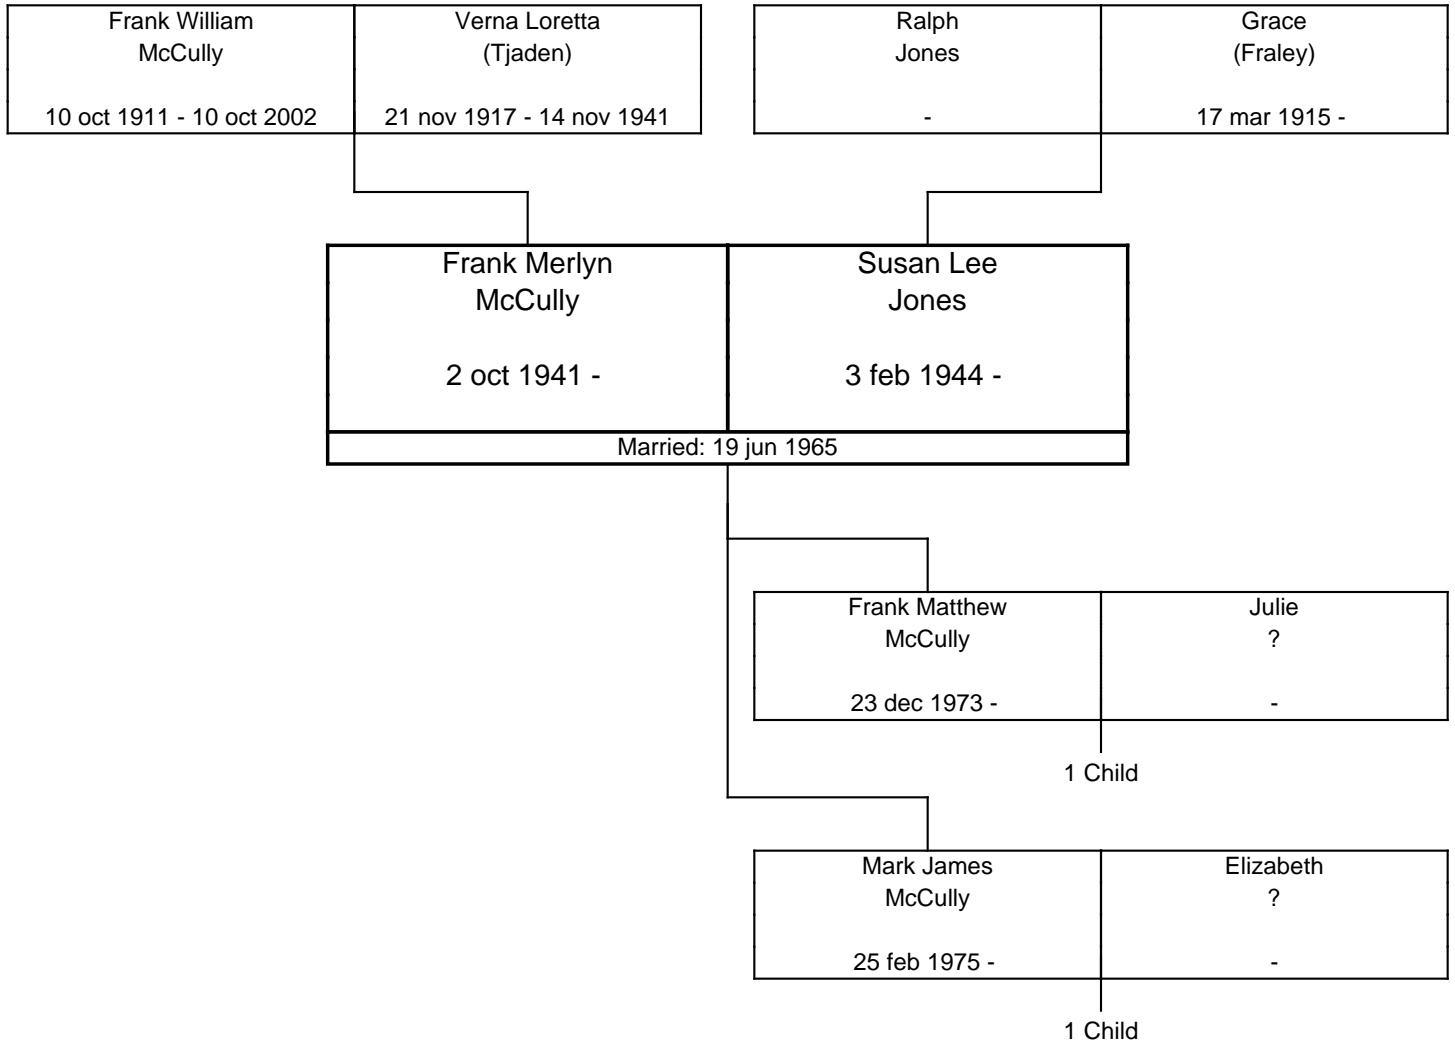 Frank William
McCully
10 oct 1911 - 10 oct 2002
Verna Loretta
(Tjaden)
21 nov 1917 - 14 nov 1941
Ralph
Jones
-
Grace
(Fraley)
17 mar 1915 -
Frank Merlyn
McCully
2 oct 1941 -
Susan Lee
Jones
3 feb 1944 -
Married: 19 jun 1965
Frank Matthew
McCully
23 dec 1973 -
Julie
?
-
1 Child
Mark James
McCully
25 feb 1975 -
Elizabeth
?
-
1 Child